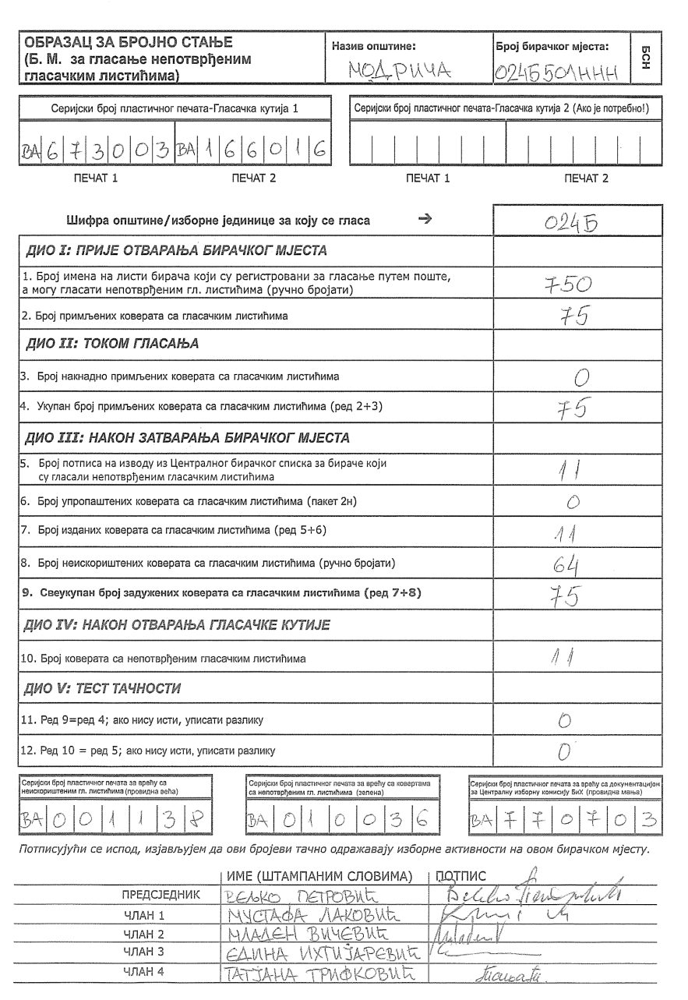 ОБРАЗАЦ ЗА БРОЈНО СТАЊЕ
(Б. М. за гласање непотврђеним
гласачким листићима)
Назив општине:
МОДРИЧА
Број бирачког мјеста:
024Б501ННН
БСН
Серијски број пластичног печата-Гласачка кутија 1
ВА 6 7 3 0 0 3 ВА 1 6 6 0 1 6
ПЕЧАТ 1 ПЕЧАТ 2
Серијски број пластичног печата-Гласачка кутија 2 (Ако је потребно!)
ПЕЧАТ 1 ПЕЧАТ 2
Шифра општине/изборне јединице за коју се гласа → 024Б
ДИО I: ПРИЈЕ ОТВАРАЊА БИРАЧКОГ МЈЕСТА
1. Број имена на листи бирача који су регистровани за гласање путем поште,
а могу гласати непотврђеним гл. листићима (ручно бројати) 750
2. Број примљених коверата са гласачким листићима 75
ДИО II: ТОКОМ ГЛАСАЊА
3. Број накнадно примљених коверата са гласачким листићима 0
4. Укупан број примљених коверата са гласачким листићима (ред 2+3) 75
ДИО III: НАКОН ЗАТВАРАЊА БИРАЧКОГ МЈЕСТА
5. Број потписа на изводу из Централног бирачког списка за бираче који
су гласали непотврђеним гласачким листићима 11
6. Број упропаштених коверата са гласачким листићима (пакет 2н) 0
7. Број изданих коверата са гласачким листићима (ред 5+6) 11
8. Број неискориштених коверата са гласачким листићима (ручно бројати) 64
9. Свеукупан број задужених коверата са гласачким листићима (ред 7+8) 75
ДИО IV: НАКОН ОТВАРАЊА ГЛАСАЧКЕ КУТИЈЕ
10. Број коверата са непотврђеним гласачким листићима 11
ДИО V: ТЕСТ ТАЧНОСТИ
11. Ред 9=ред 4; ако нису исти, уписати разлику 0
12. Ред 10 = ред 5; ако нису исти, уписати разлику 0
Серијски број пластичног печата за врећу са
неискориштеним гл. листићима (провидна већа)
ВА 0 0 1 1 3 8
Серијски број пластичног печата за врећу са ковертама
са непотврђеним гл. листићима (зелена)
ВА 0 1 0 0 3 6
Серијски број пластичног печата за врећу са документацијом
за Централну изборну комисију БиХ (провидна мања)
ВА 7 7 0 7 0 3
Потписујући се испод, изјављујем да ови бројеви тачно одражавају изборне активности на овом бирачком мјесту.
ИМЕ (ШТАМПАНИМ СЛОВИМА) ПОТПИС
ПРЕДСЈЕДНИК ВЕЉКО ПЕТРОВИЋ
ЧЛАН 1 МУСТАФА ЛАКОВИЋ
ЧЛАН 2 МЛАДЕН ВИЧЕВИЋ
ЧЛАН 3 ЕДИНА ИХТИЈАРЕВИЋ
ЧЛАН 4 ТАТЈАНА ТРИФКОВИЋ